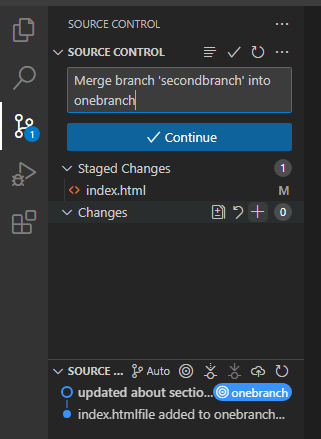 SOURCE CONTROL
SOURCE CONTROL
Merge branch 'secondbranch' into
onebranch
Continue
Staged Changes 1
index.html M
Changes 0
SOURCE ... Auto
updated about sectio... onebranch
index.htmlfile added to onebranch...
1